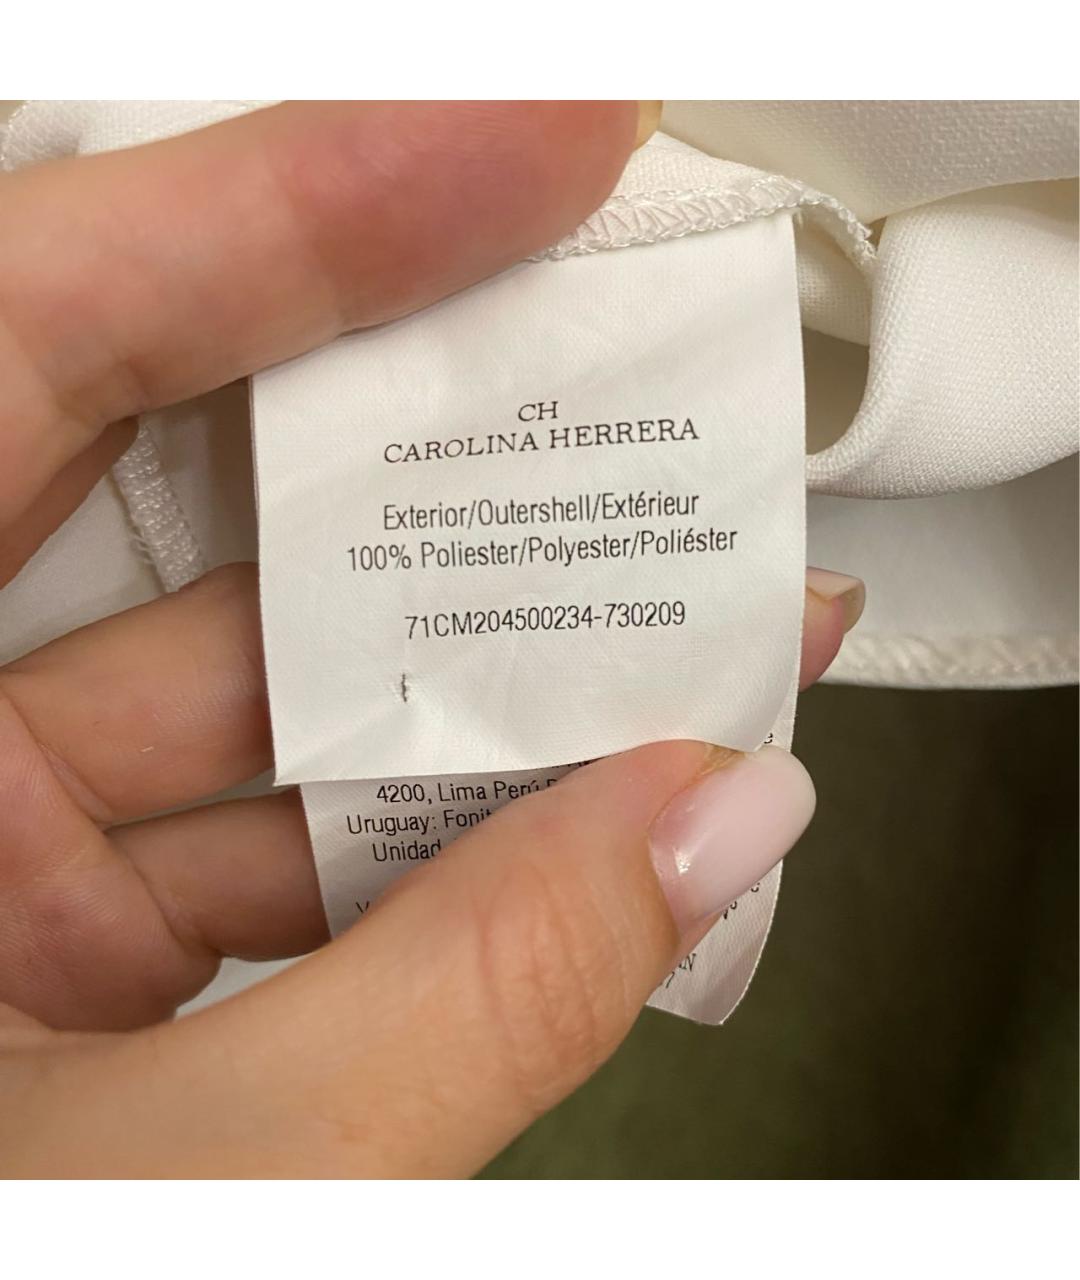 CH
CAROLINA HERRERA
Exterior/Outershell/Extérieur
100% Poliester/Polyester/Poliéster
71CM204500234-730209
4200, Lima Perú
Uruguay:
Unidad